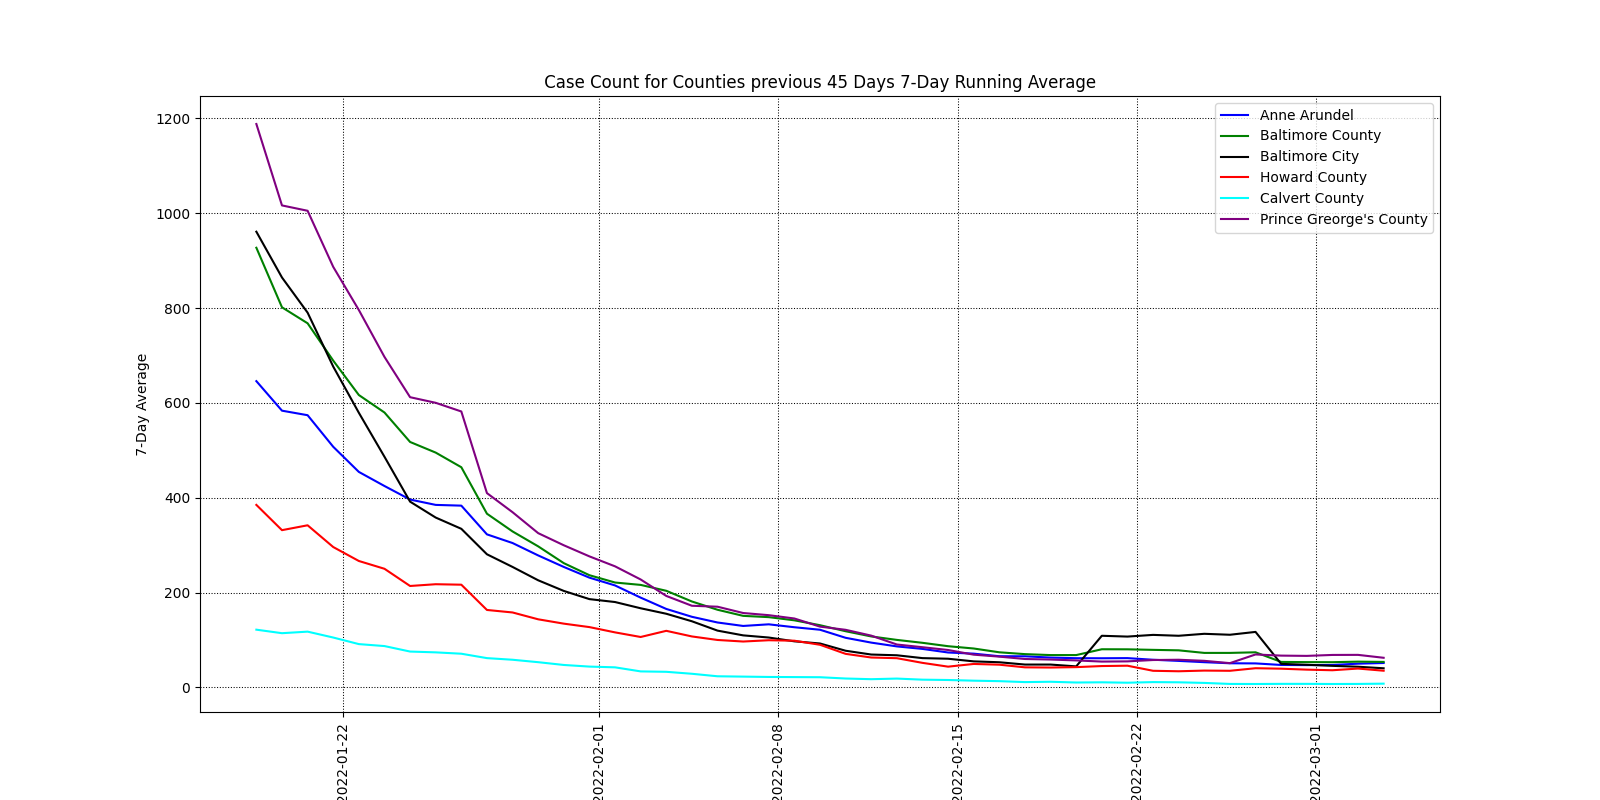 Case Count for Counties previous 45 Days 7-Day Running Average
1200
1000
800
600
400
200
0
7-Day Average
Anne Arundel
Baltimore County
Baltimore City
Howard County
Calvert County
Prince Greorge's County
2022-01-22
2022-02-01
2022-02-08
2022-02-15
2022-02-22
2022-03-01